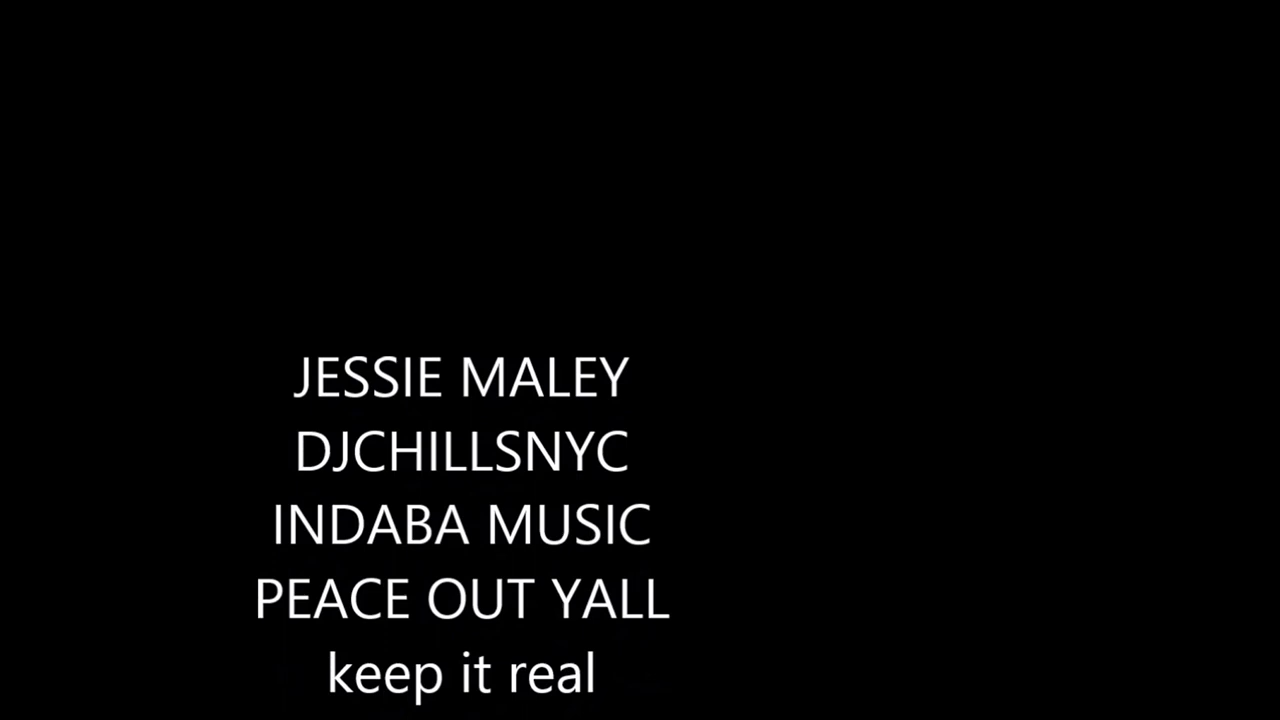 JESSIE MALEY
DJCHILLSNYC
INDABA MUSIC
PEACE OUT YALL
keep it real